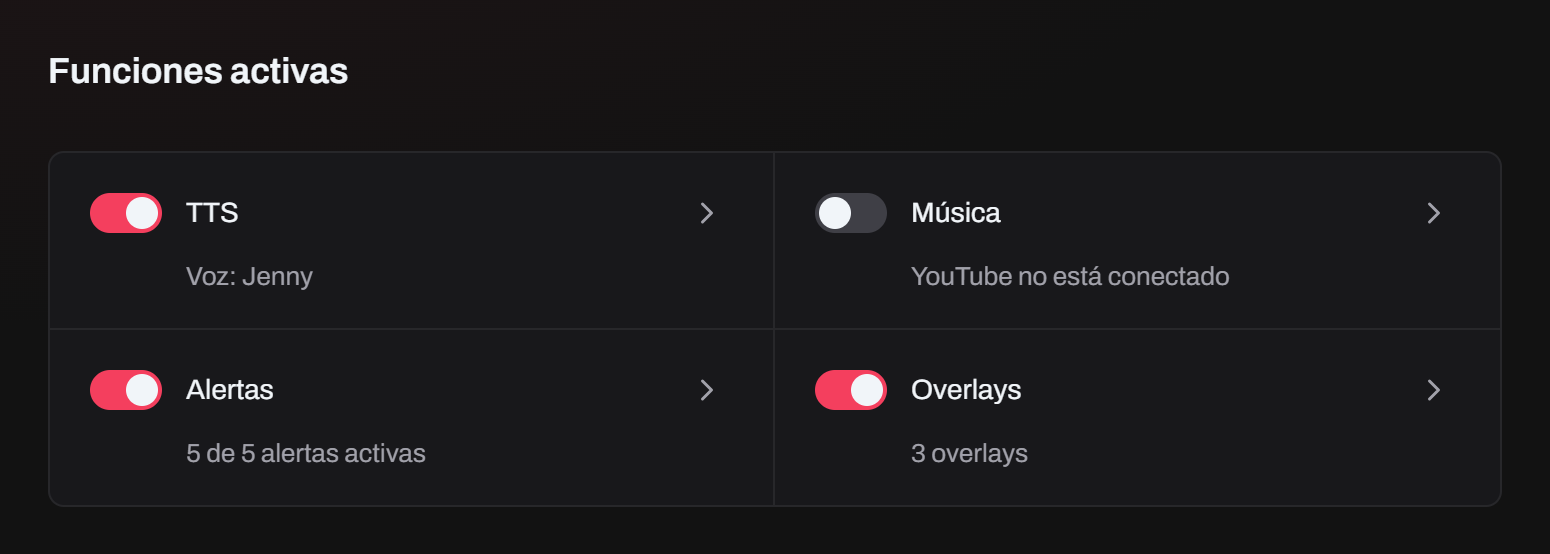 Funciones activas
TTS
Voz: Jenny
Música
YouTube no está conectado
Alertas
5 de 5 alertas activas
Overlays
3 overlays